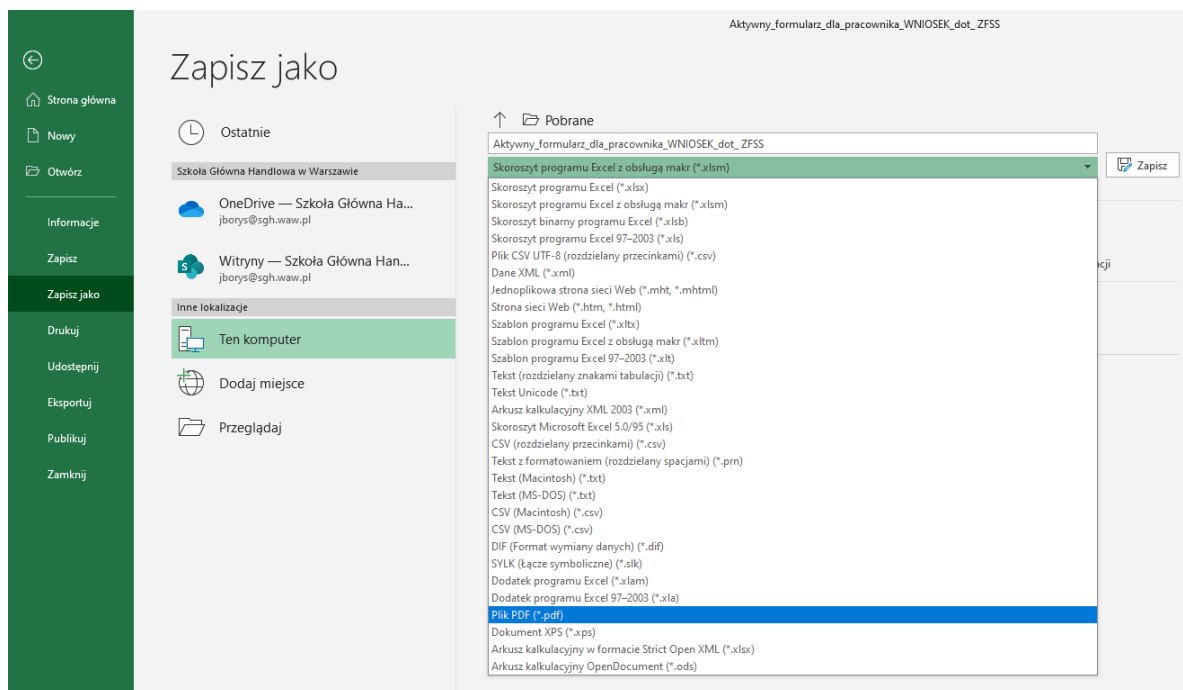 Aktywny_formularz_dla_pracownika_WNIOSEK_dot_ ZFSS
Strona główna
Nowy
Otwórz
Informacje
Zapisz
Zapisz jako
Drukuj
Udostępnij
Eksportuj
Publikuj
Zamknij
Zapisz jako
Ostatnie
Szkoła Główna Handlowa w Warszawie
OneDrive — Szkoła Główna Ha...
jborys@sgh.waw.pl
Witryny — Szkoła Główna Han...
jborys@sgh.waw.pl
Inne lokalizacje
Ten komputer
Dodaj miejsce
Przeglądaj
Pobrane
Aktywny_formularz_dla_pracownika_WNIOSEK_dot_ ZFSS
Skoroszyt programu Excel z obsługą makr (*.xlsm)
Zapisz
Skoroszyt programu Excel (*.xlsx)
Skoroszyt programu Excel z obsługą makr (*.xlsm)
Skoroszyt binarny programu Excel (*.xlsb)
Skoroszyt programu Excel 97–2003 (*.xls)
Plik CSV UTF-8 (rozdzielany przecinkami) (*.csv)
Dane XML (*.xml)
Jednoplikowa strona sieci Web (*.mht, *.mhtml)
Strona sieci Web (*.htm, *.html)
Szablon programu Excel (*.xltx)
Szablon programu Excel z obsługą makr (*.xltm)
Szablon programu Excel 97–2003 (*.xlt)
Tekst (rozdzielany znakami tabulacji) (*.txt)
Tekst Unicode (*.txt)
Arkusz kalkulacyjny XML 2003 (*.xml)
Skoroszyt Microsoft Excel 5.0/95 (*.xls)
CSV (rozdzielany przecinkami) (*.csv)
Tekst z formatowaniem (rozdzielany spacjami) (*.prn)
Tekst (Macintosh) (*.txt)
Tekst (MS-DOS) (*.txt)
CSV (Macintosh) (*.csv)
CSV (MS-DOS) (*.csv)
DIF (Format wymiany danych) (*.dif)
SYLK (Łącze symboliczne) (*.slk)
Dodatek programu Excel (*.xlam)
Dodatek programu Excel 97–2003 (*.xla)
Plik PDF (*.pdf)
Dokument XPS (*.xps)
Arkusz kalkulacyjny w formacie Strict Open XML (*.xlsx)
Arkusz kalkulacyjny OpenDocument (*.ods)